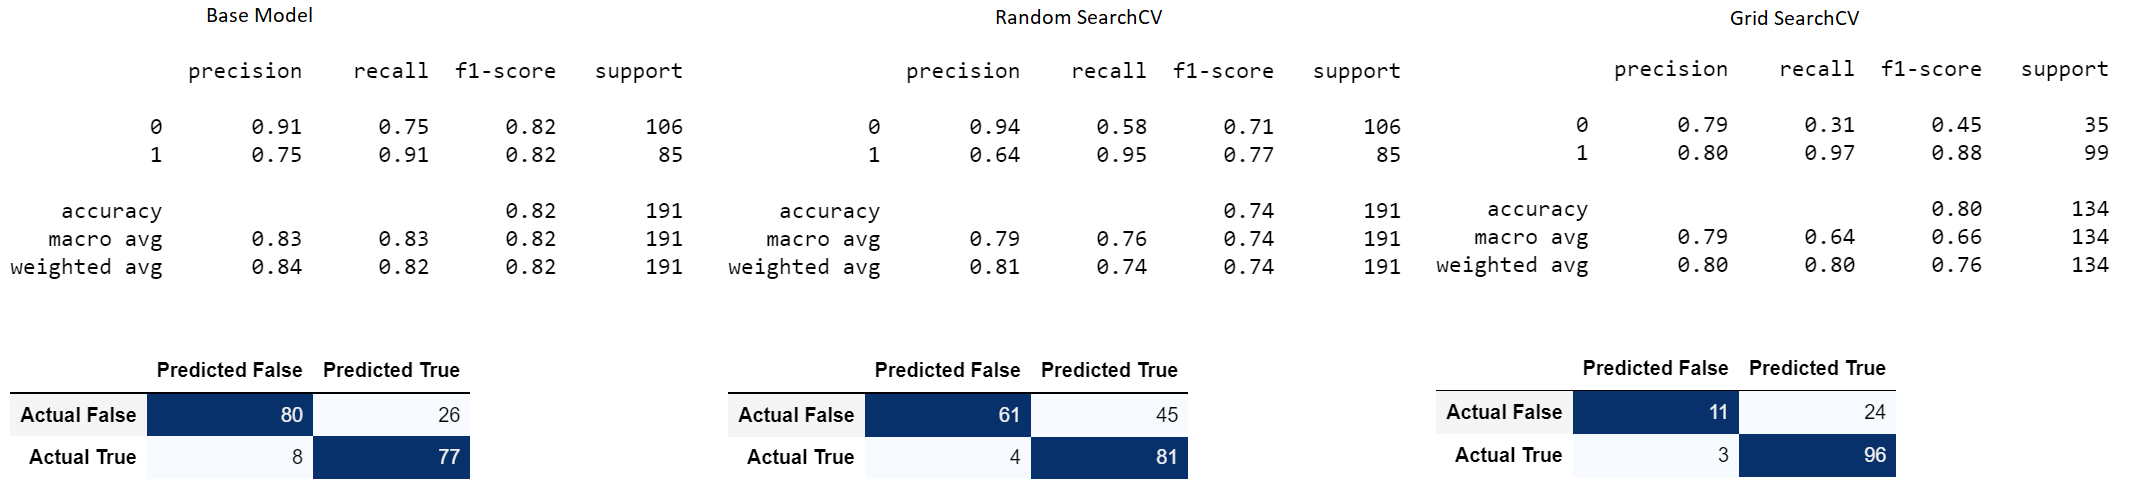 Base Model
precision recall f1-score support
0 0.91 0.75 0.82 106
1 0.75 0.91 0.82 85
accuracy 0.82 191
macro avg 0.83 0.83 0.82 191
weighted avg 0.84 0.82 0.82 191
Predicted False Predicted True
Actual False 80 26
Actual True 8 77
Random SearchCV
precision recall f1-score support
0 0.94 0.58 0.71 106
1 0.64 0.95 0.77 85
accuracy 0.74 191
macro avg 0.79 0.76 0.74 191
weighted avg 0.81 0.74 0.74 191
Predicted False Predicted True
Actual False 61 45
Actual True 4 81
Grid SearchCV
precision recall f1-score support
0 0.79 0.31 0.45 35
1 0.80 0.97 0.88 99
accuracy 0.80 134
macro avg 0.79 0.64 0.66 134
weighted avg 0.80 0.80 0.76 134
Predicted False Predicted True
Actual False 11 24
Actual True 3 96